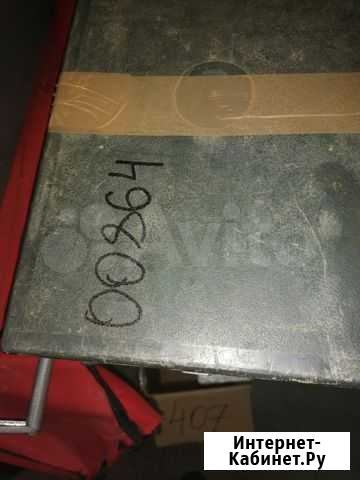 00864
Avito
407
Интернет-
Кабинет.Ру